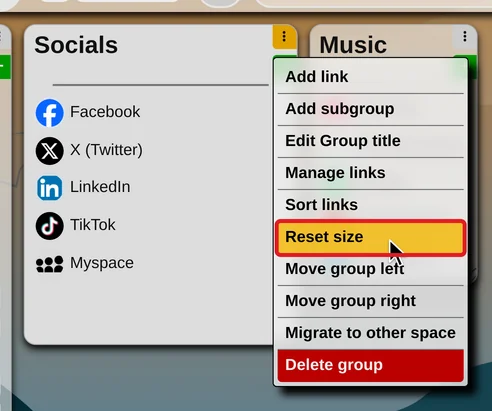 Socials
Facebook
X (Twitter)
LinkedIn
TikTok
Myspace
Music
Add link
Add subgroup
Edit Group title
Manage links
Sort links
Reset size
Move group left
Move group right
Migrate to other space
Delete group